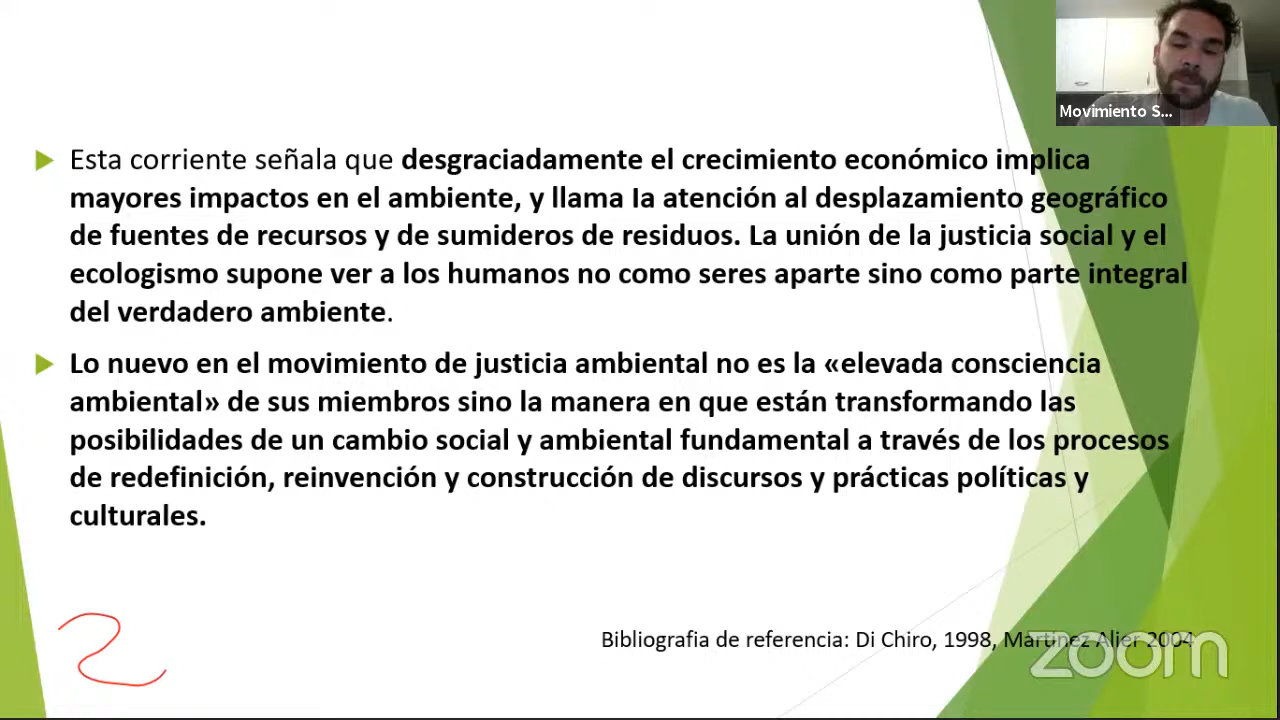 Movimiento S...
Esta corriente señala que desgraciadamente el crecimiento económico implica
mayores impactos en el ambiente, y llama Ia atención al desplazamiento geográfico
de fuentes de recursos y de sumideros de residuos. La unión de la justicia social y el
ecologismo supone ver a los humanos no como seres aparte sino como parte integral
del verdadero ambiente.
Lo nuevo en el movimiento de justicia ambiental no es la «elevada consciencia
ambiental» de sus miembros sino la manera en que están transformando las
posibilidades de un cambio social y ambiental fundamental a través de los procesos
de redefinición, reinvención y construcción de discursos y prácticas políticas y
culturales.
2
Bibliografia de referencia: Di Chiro, 1998, Martinez Alier 2004
zoom